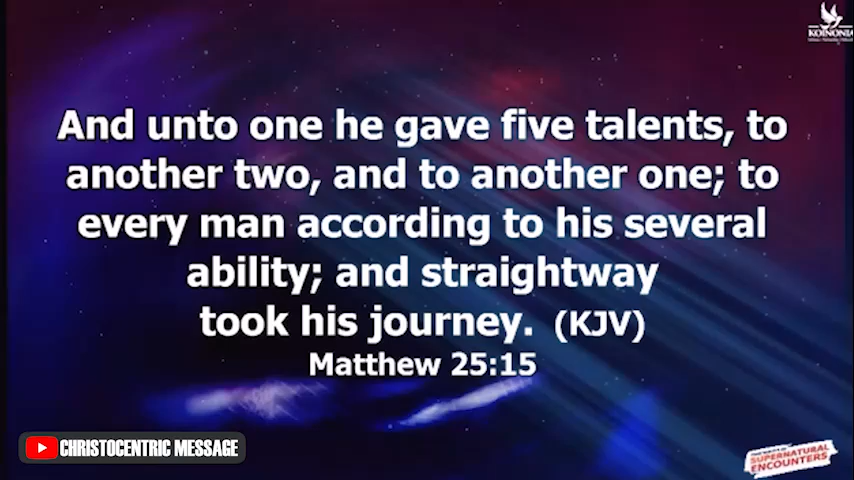 KOINONIA
And unto one he gave five talents, to
another two, and to another one; to
every man according to his several
ability; and straightway
took his journey. (KJV)
Matthew 25:15
CHRISTOCENTRIC MESSAGE
SUPERNATURAL
ENCOUNTERS